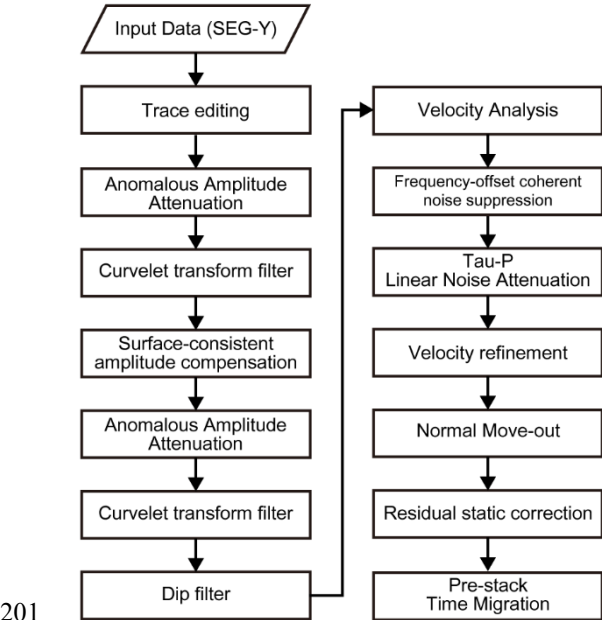 Input Data (SEG-Y)
Trace editing
Anomalous Amplitude
Attenuation
Curvelet transform filter
Surface-consistent
amplitude compensation
Anomalous Amplitude
Attenuation
Curvelet transform filter
Dip filter
Velocity Analysis
Frequency-offset coherent
noise suppression
Tau-P
Linear Noise Attenuation
Velocity refinement
Normal Move-out
Residual static correction
Pre-stack
Time Migration
201